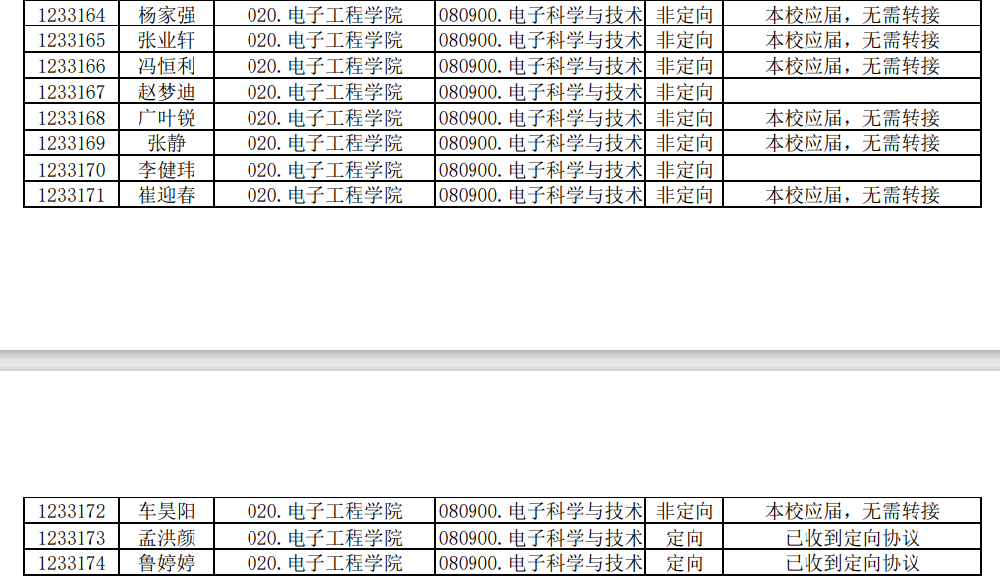 1233164 杨家强 020.电子工程学院 080900.电子科学与技术 非定向 本校应届，无需转接
1233165 张业轩 020.电子工程学院 080900.电子科学与技术 非定向 本校应届，无需转接
1233166 冯恒利 020.电子工程学院 080900.电子科学与技术 非定向 本校应届，无需转接
1233167 赵梦迪 020.电子工程学院 080900.电子科学与技术 非定向
1233168 广叶锐 020.电子工程学院 080900.电子科学与技术 非定向 本校应届，无需转接
1233169 张静 020.电子工程学院 080900.电子科学与技术 非定向 本校应届，无需转接
1233170 李健玮 020.电子工程学院 080900.电子科学与技术 非定向
1233171 崔迎春 020.电子工程学院 080900.电子科学与技术 非定向 本校应届，无需转接
1233172 车昊阳 020.电子工程学院 080900.电子科学与技术 非定向 本校应届，无需转接
1233173 孟洪颜 020.电子工程学院 080900.电子科学与技术 定向 已收到定向协议
1233174 鲁婷婷 020.电子工程学院 080900.电子科学与技术 定向 已收到定向协议